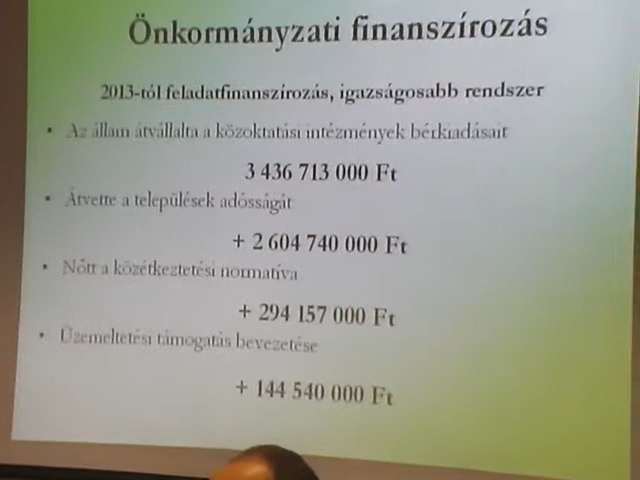 Önkormányzati finanszírozás
2013-tól feladatfinanszírozás, igazságosabb rendszer
• Az állam átvállalta a közoktatási intézmények bérkiadásait
3 436 713 000 Ft
• Átvette a települések adósságát
+ 2 604 740 000 Ft
• Nőtt a közétkeztetési normatíva
+ 294 157 000 Ft
• Üzemeltetési támogatás bevezetése
+ 144 540 000 Ft